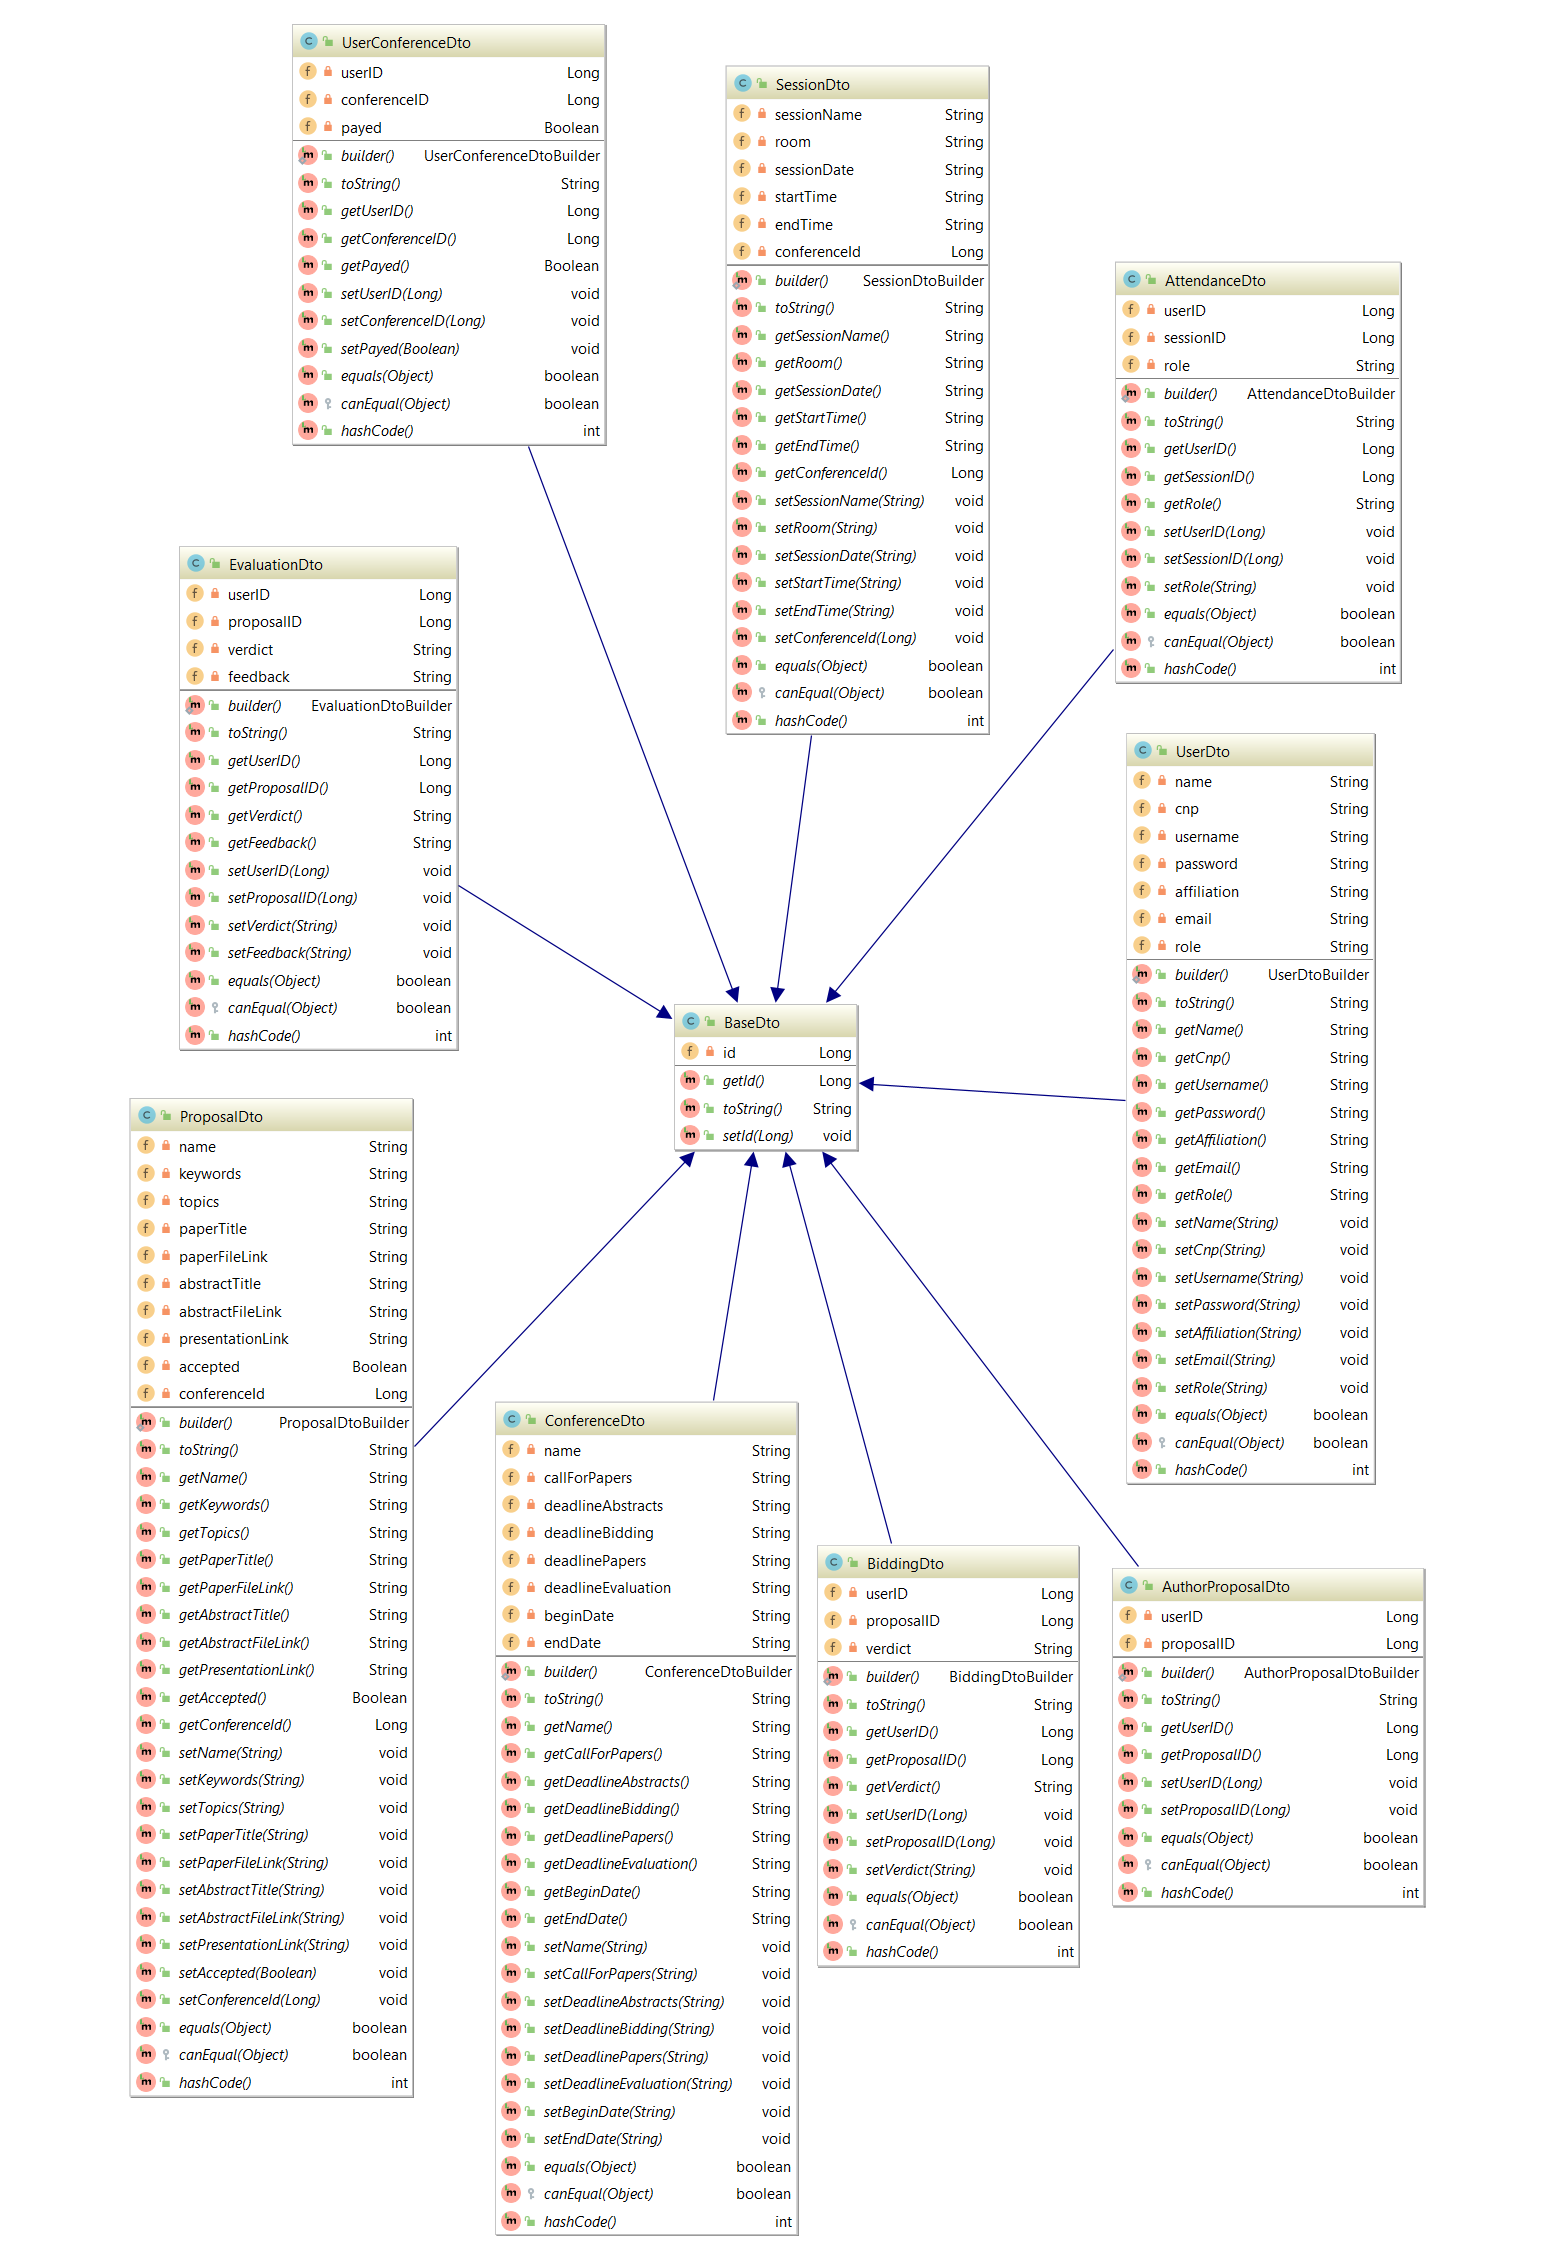 UserConferenceDto
userID Long
conferenceID Long
payed Boolean
builder() UserConferenceDtoBuilder
toString() String
getUserID() Long
getConferenceID() Long
getPayed() Boolean
setUserID(Long) void
setConferenceID(Long) void
setPayed(Boolean) void
equals(Object) boolean
canEqual(Object) boolean
hashCode() int
SessionDto
sessionName String
room String
sessionDate String
startTime String
endTime String
conferenceId Long
builder() SessionDtoBuilder
toString() String
getSessionName() String
getRoom() String
getSessionDate() String
getStartTime() String
getEndTime() String
getConferenceId() Long
setSessionName(String) void
setRoom(String) void
setSessionDate(String) void
setStartTime(String) void
setEndTime(String) void
setConferenceId(Long) void
equals(Object) boolean
canEqual(Object) boolean
hashCode() int
AttendanceDto
userID Long
sessionID Long
role String
builder() AttendanceDtoBuilder
toString() String
getUserID() Long
getSessionID() Long
getRole() String
setUserID(Long) void
setSessionID(Long) void
setRole(String) void
equals(Object) boolean
canEqual(Object) boolean
hashCode() int
EvaluationDto
userID Long
proposalID Long
verdict String
feedback String
builder() EvaluationDtoBuilder
toString() String
getUserID() Long
getProposalID() Long
getVerdict() String
getFeedback() String
setUserID(Long) void
setProposalID(Long) void
setVerdict(String) void
setFeedback(String) void
equals(Object) boolean
canEqual(Object) boolean
hashCode() int
UserDto
name String
cnp String
username String
password String
affiliation String
email String
role String
builder() UserDtoBuilder
toString() String
getName() String
getCnp() String
getUsername() String
getPassword() String
getAffiliation() String
getEmail() String
getRole() String
setName(String) void
setCnp(String) void
setUsername(String) void
setPassword(String) void
setAffiliation(String) void
setEmail(String) void
setRole(String) void
equals(Object) boolean
canEqual(Object) boolean
hashCode() int
BaseDto
id Long
getId() Long
toString() String
setId(Long) void
ProposalDto
name String
keywords String
topics String
paperTitle String
paperFileLink String
abstractTitle String
abstractFileLink String
presentationLink String
accepted Boolean
conferenceId Long
builder() ProposalDtoBuilder
toString() String
getName() String
getKeywords() String
getTopics() String
getPaperTitle() String
getPaperFileLink() String
getAbstractTitle() String
getAbstractFileLink() String
getPresentationLink() String
getAccepted() Boolean
getConferenceId() Long
setName(String) void
setKeywords(String) void
setTopics(String) void
setPaperTitle(String) void
setPaperFileLink(String) void
setAbstractTitle(String) void
setAbstractFileLink(String) void
setPresentationLink(String) void
setAccepted(Boolean) void
setConferenceId(Long) void
equals(Object) boolean
canEqual(Object) boolean
hashCode() int
ConferenceDto
name String
callForPapers String
deadlineAbstracts String
deadlineBidding String
deadlinePapers String
deadlineEvaluation String
beginDate String
endDate String
builder() ConferenceDtoBuilder
toString() String
getName() String
getCallForPapers() String
getDeadlineAbstracts() String
getDeadlineBidding() String
getDeadlinePapers() String
getDeadlineEvaluation() String
getBeginDate() String
getEndDate() String
setName(String) void
setCallForPapers(String) void
setDeadlineAbstracts(String) void
setDeadlineBidding(String) void
setDeadlinePapers(String) void
setDeadlineEvaluation(String) void
setBeginDate(String) void
setEndDate(String) void
equals(Object) boolean
canEqual(Object) boolean
hashCode() int
BiddingDto
userID Long
proposalID Long
verdict String
builder() BiddingDtoBuilder
toString() String
getUserID() Long
getProposalID() Long
getVerdict() String
setUserID(Long) void
setProposalID(Long) void
setVerdict(String) void
equals(Object) boolean
canEqual(Object) boolean
hashCode() int
AuthorProposalDto
userID Long
proposalID Long
builder() AuthorProposalDtoBuilder
toString() String
getUserID() Long
getProposalID() Long
setUserID(Long) void
setProposalID(Long) void
equals(Object) boolean
canEqual(Object) boolean
hashCode() int